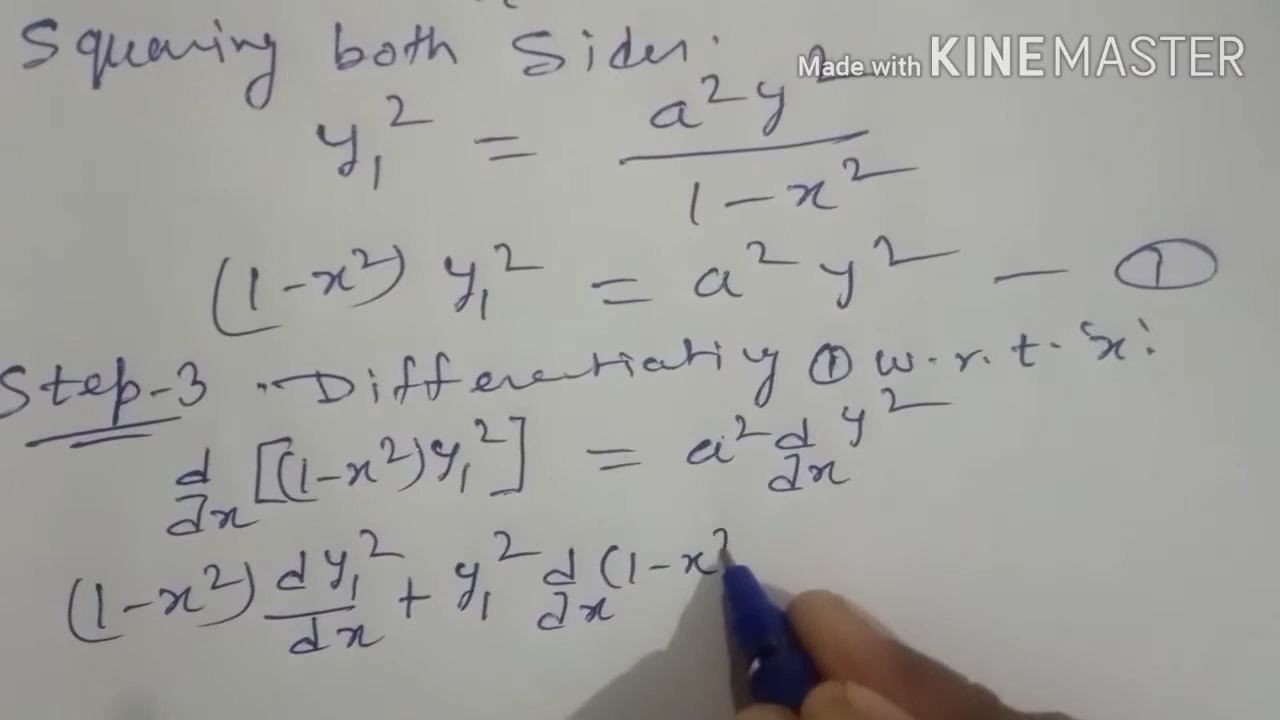 Squaring both Sides:
Made with KINEMASTER
y₁² = a²y² / 1-x²
(1-x²) y₁² = a² y² — ①
Step-3 Differentiatiy ① w.r.t. x:
d/dx [(1-x²)y₁²] = a² d/dx y²
(1-x²) dy₁²/dx + y₁² d/dx (1-x²